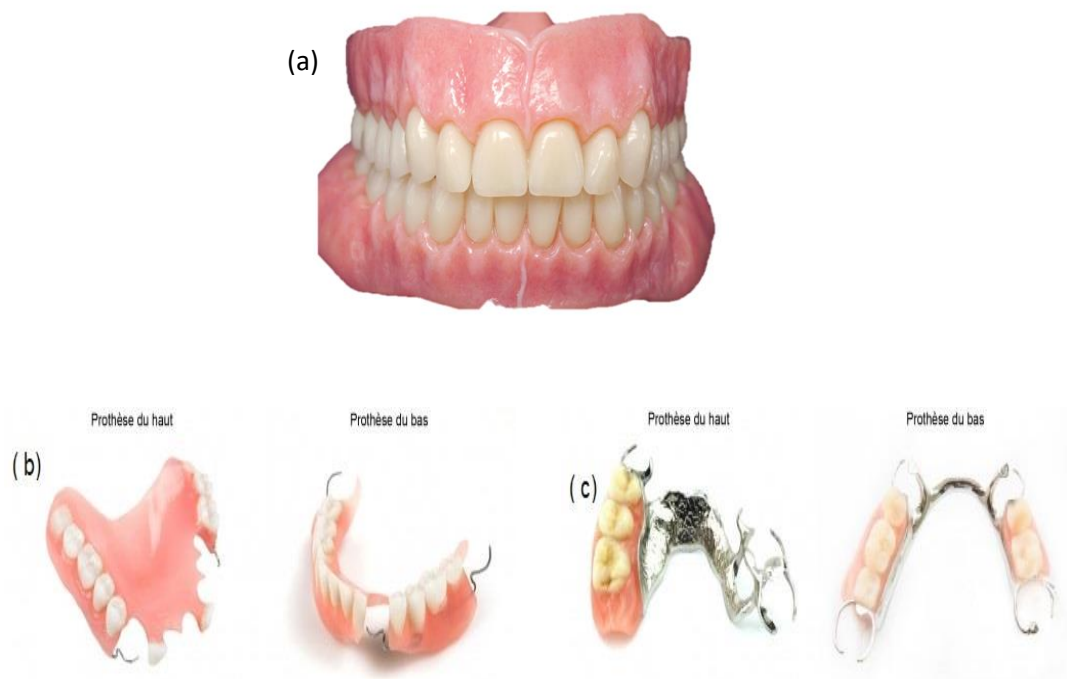 (a)
Prothèse du haut
Prothèse du bas
Prothèse du haut
Prothèse du bas
( b)
( c)